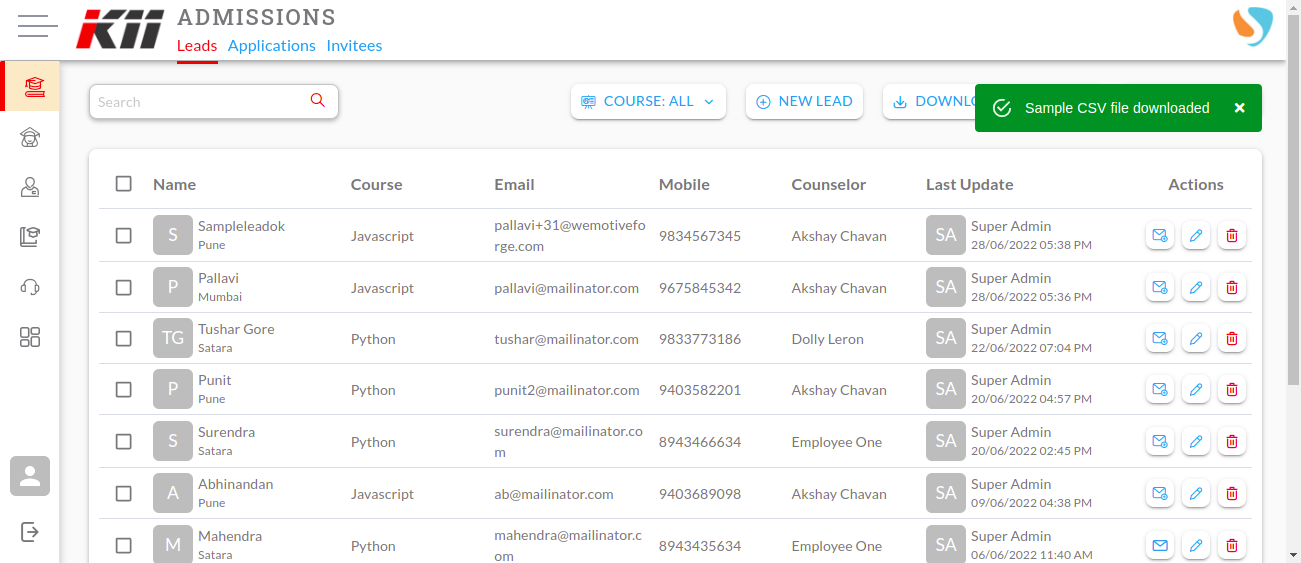 KTI ADMISSIONS
Leads Applications Invitees
Search COURSE: ALL NEW LEAD Sample CSV file downloaded
Name Course Email Mobile Counselor Last Update Actions
S Sampleleadok Pune Javascript pallavi+31@wemotivefo 9834567345 Akshay Chavan SA Super Admin 28/06/2022 05:38 PM
rge.com
P Pallavi Mumbai Javascript pallavi@mailinator.com 9675845342 Akshay Chavan SA Super Admin 28/06/2022 05:36 PM
TG Tushar Gore Satara Python tushar@mailinator.com 9833773186 Dolly Leron SA Super Admin 22/06/2022 07:04 PM
P Punit Pune Python punit2@mailinator.com 9403582201 Akshay Chavan SA Super Admin 20/06/2022 04:57 PM
S Surendra Satara Python surendra@mailinator.co 8943466634 Employee One SA Super Admin 20/06/2022 02:45 PM
m
A Abhinandan Pune Javascript ab@mailinator.com 9403689098 Akshay Chavan SA Super Admin 09/06/2022 04:38 PM
M Mahendra Satara Python mahendra@mailinator.c 8943435634 Employee One SA Super Admin 06/06/2022 11:40 AM
om